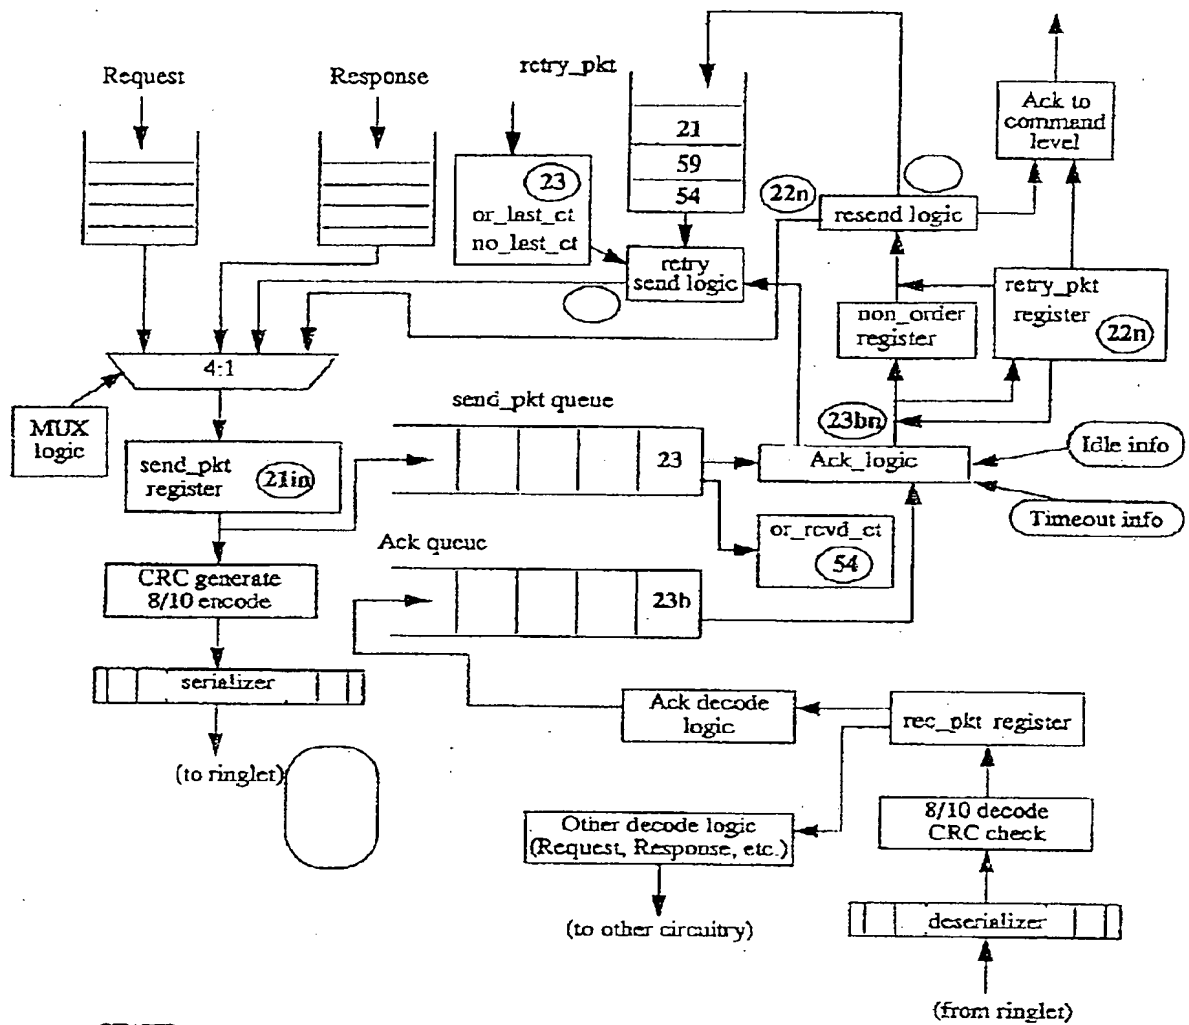 Request
Response
retry_pkt
23
or_last_ct
no_last_ct
21
59
54
retry
send logic
22n
resend logic
Ack to
command
level
non_order
register
retry_pkt
register
22n
4:1
MUX
logic
send_pkt
register
21in
send_pkt queue
23
23bn
Ack_logic
Idle info
Timeout info
or_rcvd_ct
54
CRC generate
8/10 encode
Ack queue
23b
serializer
(to ringlet)
Ack decode
logic
rec_pkt register
Other decode logic
(Request, Response, etc.)
(to other circuitry)
8/10 decode
CRC check
deserializer
(from ringlet)